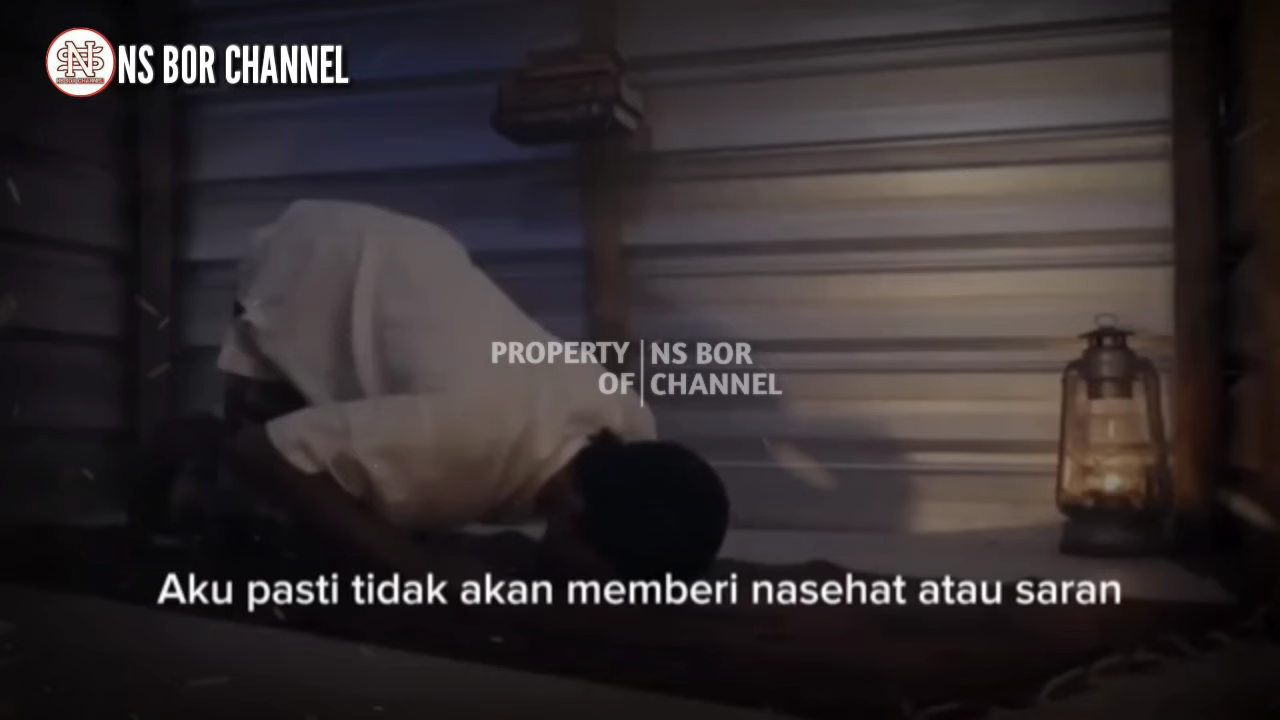 NS BOR CHANNEL
PROPERTY OF | NS BOR CHANNEL
Aku pasti tidak akan memberi nasehat atau saran